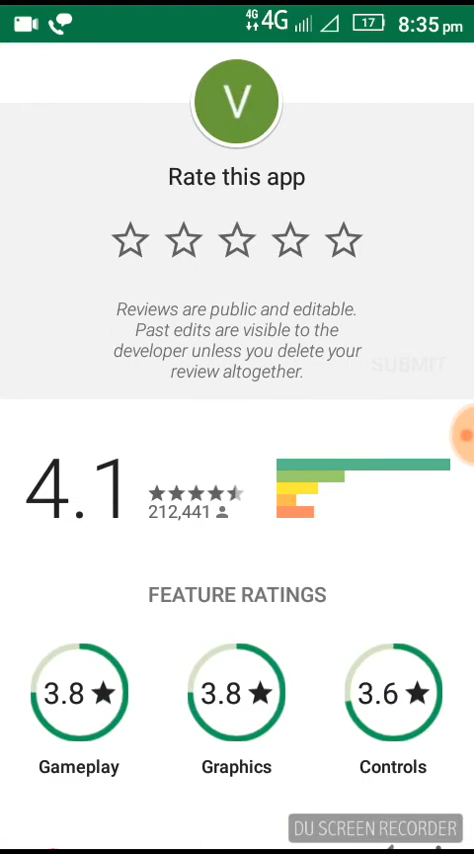 4G 4G 17 8:35 pm
V
Rate this app
Reviews are public and editable.
Past edits are visible to the
developer unless you delete your
review altogether.
SUBMIT
4.1
212,441
FEATURE RATINGS
3.8 3.8 3.6
Gameplay Graphics Controls
DU SCREEN RECORDER